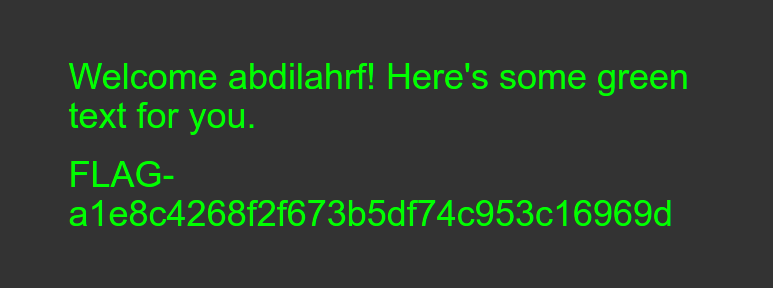 Welcome abdilahrf! Here's some green
text for you.
FLAG-
a1e8c4268f2f673b5df74c953c16969d